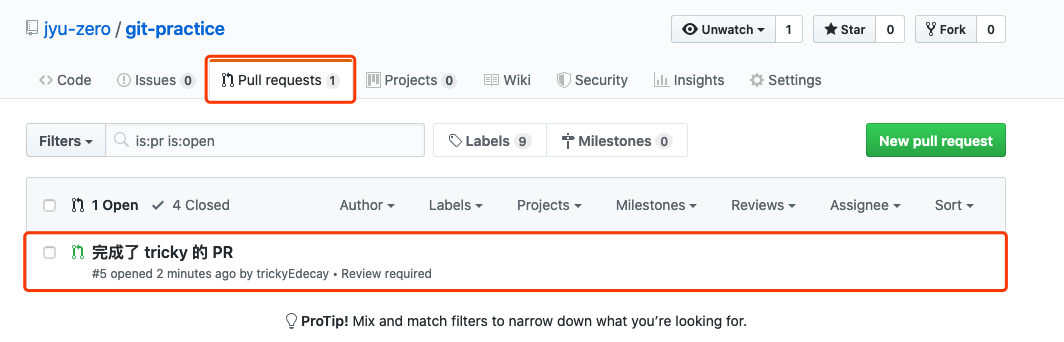 jyu-zero / git-practice Unwatch 1 Star 0 Fork 0
Code Issues 0 Pull requests 1 Projects 0 Wiki Security Insights Settings
Filters is:pr is:open Labels 9 Milestones 0 New pull request
1 Open 4 Closed Author Labels Projects Milestones Reviews Assignee Sort
完成了 tricky 的 PR
#5 opened 2 minutes ago by trickyEdecay • Review required
ProTip! Mix and match filters to narrow down what you’re looking for.